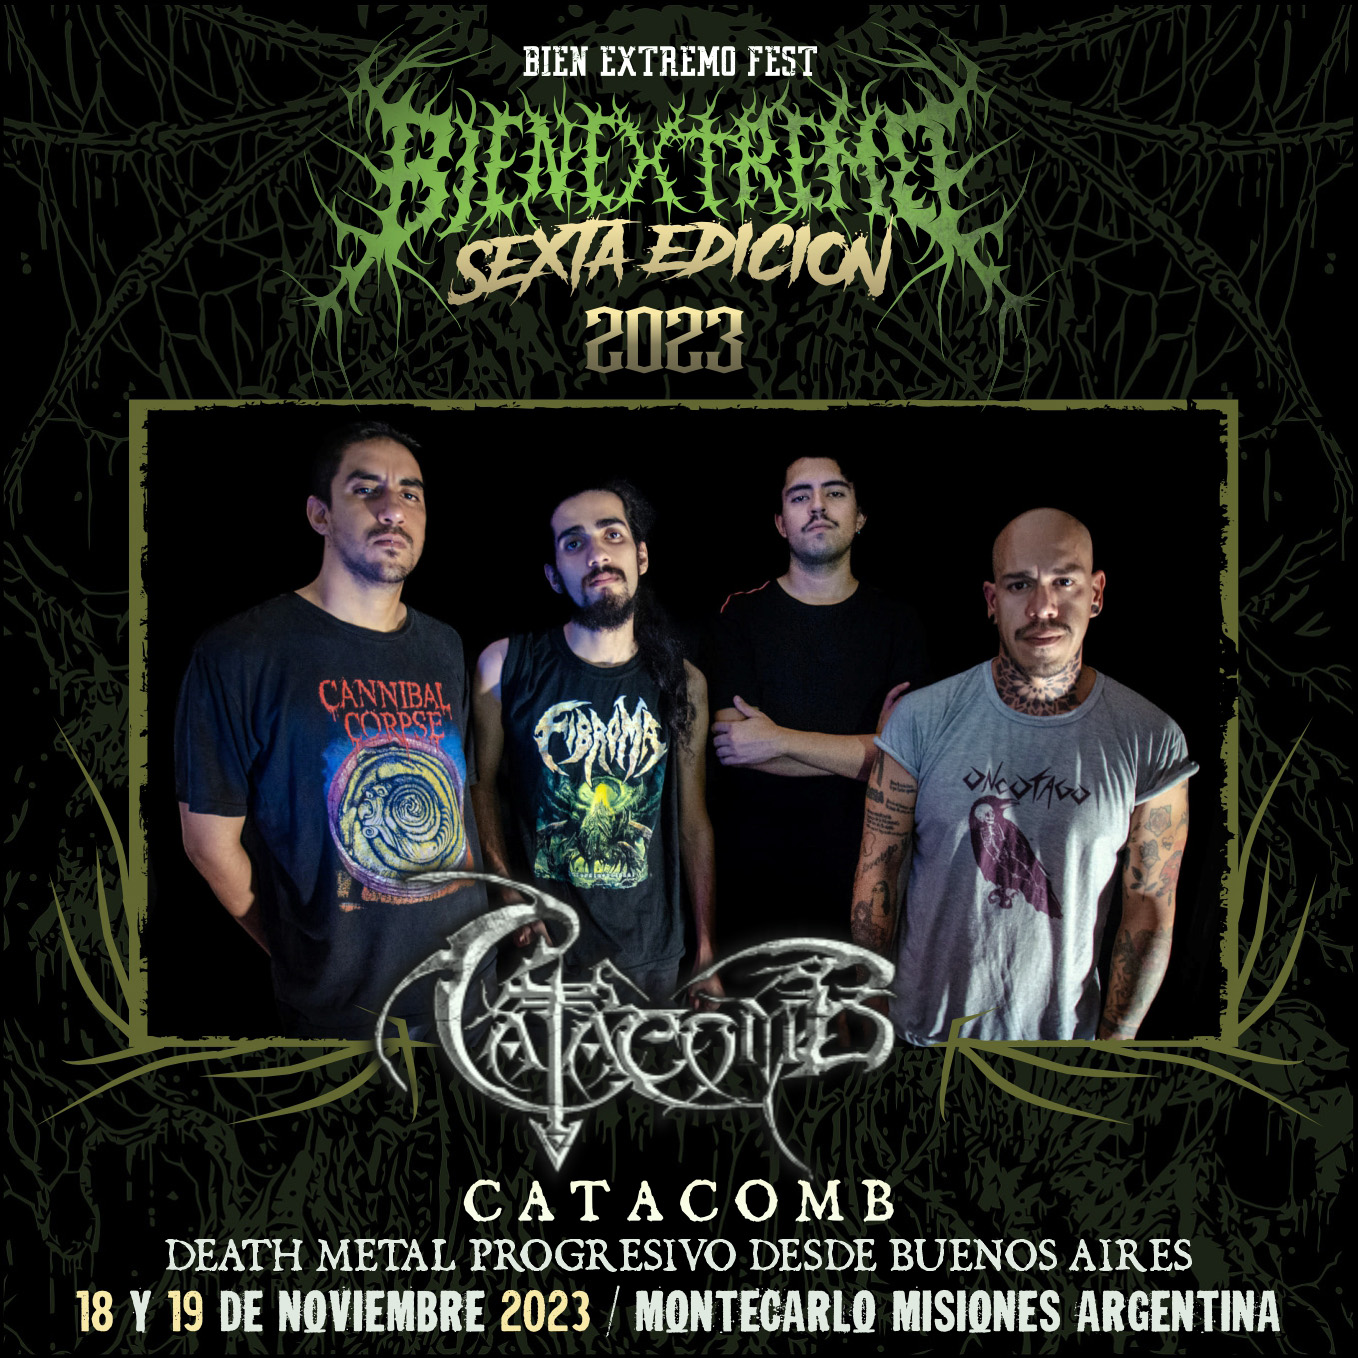 BIEN EXTREMO FEST
BIENEXTREMO
SEXTA EDICION
2023
CANNIBAL
CORPSE
FIBROMA
ONCOFAGO
CATACOMB
CATACOMB
DEATH METAL PROGRESIVO DESDE BUENOS AIRES
18 Y 19 DE NOVIEMBRE 2023 / MONTECARLO MISIONES ARGENTINA